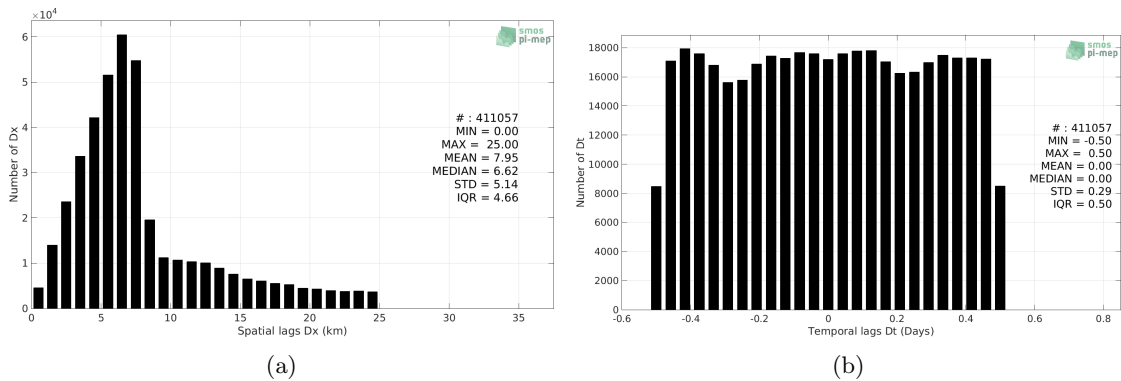 ×10⁴
6
5
4
3
2
1
0
Number of Dx
0 5 10 15 20 25 30 35
Spatial lags Dx (km)
smos
pi-mep
# : 411057
MIN = 0.00
MAX = 25.00
MEAN = 7.95
MEDIAN = 6.62
STD = 5.14
IQR = 4.66
(a)
18000
16000
14000
12000
10000
8000
6000
4000
2000
0
Number of Dt
-0.6 -0.4 -0.2 0 0.2 0.4 0.6 0.8
Temporal lags Dt (Days)
smos
pi-mep
# : 411057
MIN = -0.50
MAX = 0.50
MEAN = 0.00
MEDIAN = 0.00
STD = 0.29
IQR = 0.50
(b)